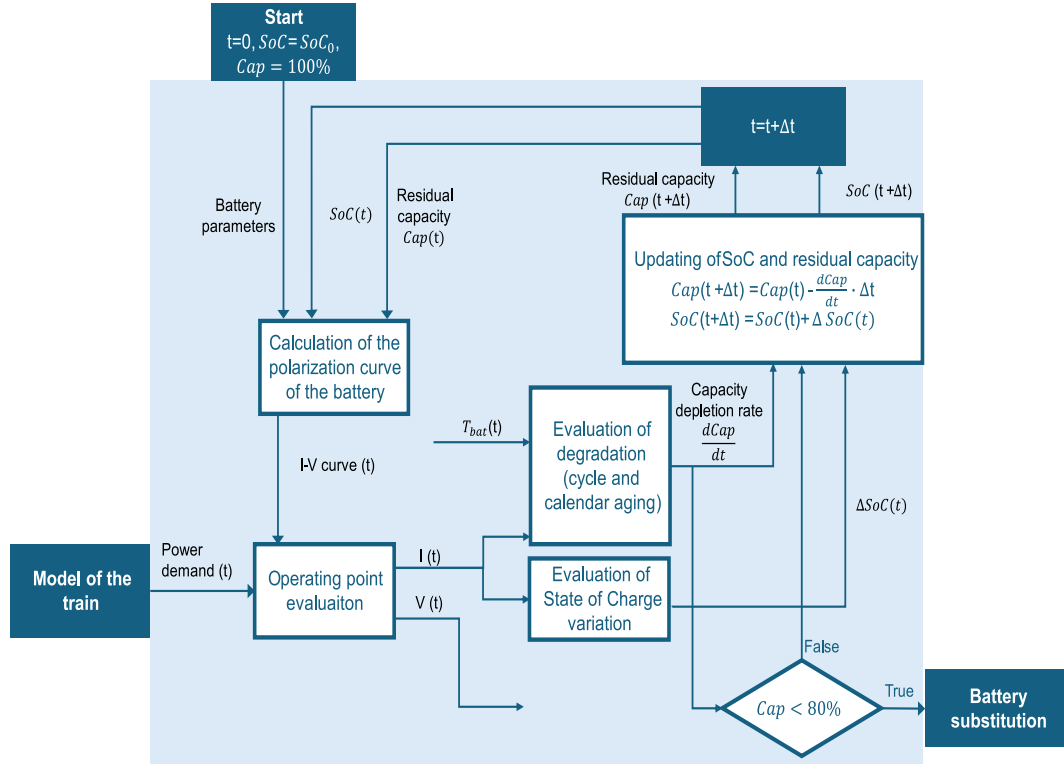 Start
t=0, SoC=SoC₀,
Cap = 100%
t=t+Δt
Residual capacity
Cap (t +Δt)
SoC (t +Δt)
Battery
parameters
SoC(t)
Residual
capacity
Cap(t)
Updating of SoC and residual capacity
Cap(t +Δt) =Cap(t) - dCap/dt · Δt
SoC(t+Δt) =SoC(t)+ Δ SoC(t)
Calculation of the
polarization curve
of the battery
T_bat(t)
Evaluation of
degradation
(cycle and
calendar aging)
Capacity
depletion rate
dCap
dt
I-V curve (t)
ΔSoC(t)
Model of the
train
Power
demand (t)
Operating point
evaluaiton
I (t)
V (t)
Evaluation of
State of Charge
variation
False
Cap < 80%
True
Battery
substitution